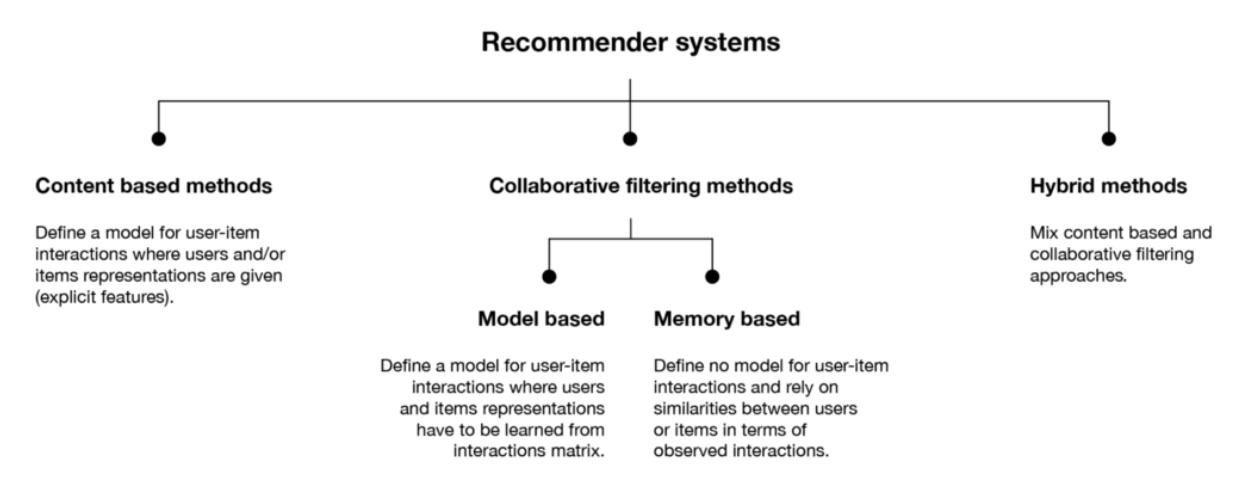 Recommender systems
Content based methods
Define a model for user-item
interactions where users and/or
items representations are given
(explicit features).
Collaborative filtering methods
Model based
Define a model for user-item
interactions where users
and items representations
have to be learned from
interactions matrix.
Memory based
Define no model for user-item
interactions and rely on
similarities between users
or items in terms of
observed interactions.
Hybrid methods
Mix content based and
collaborative filtering
approaches.